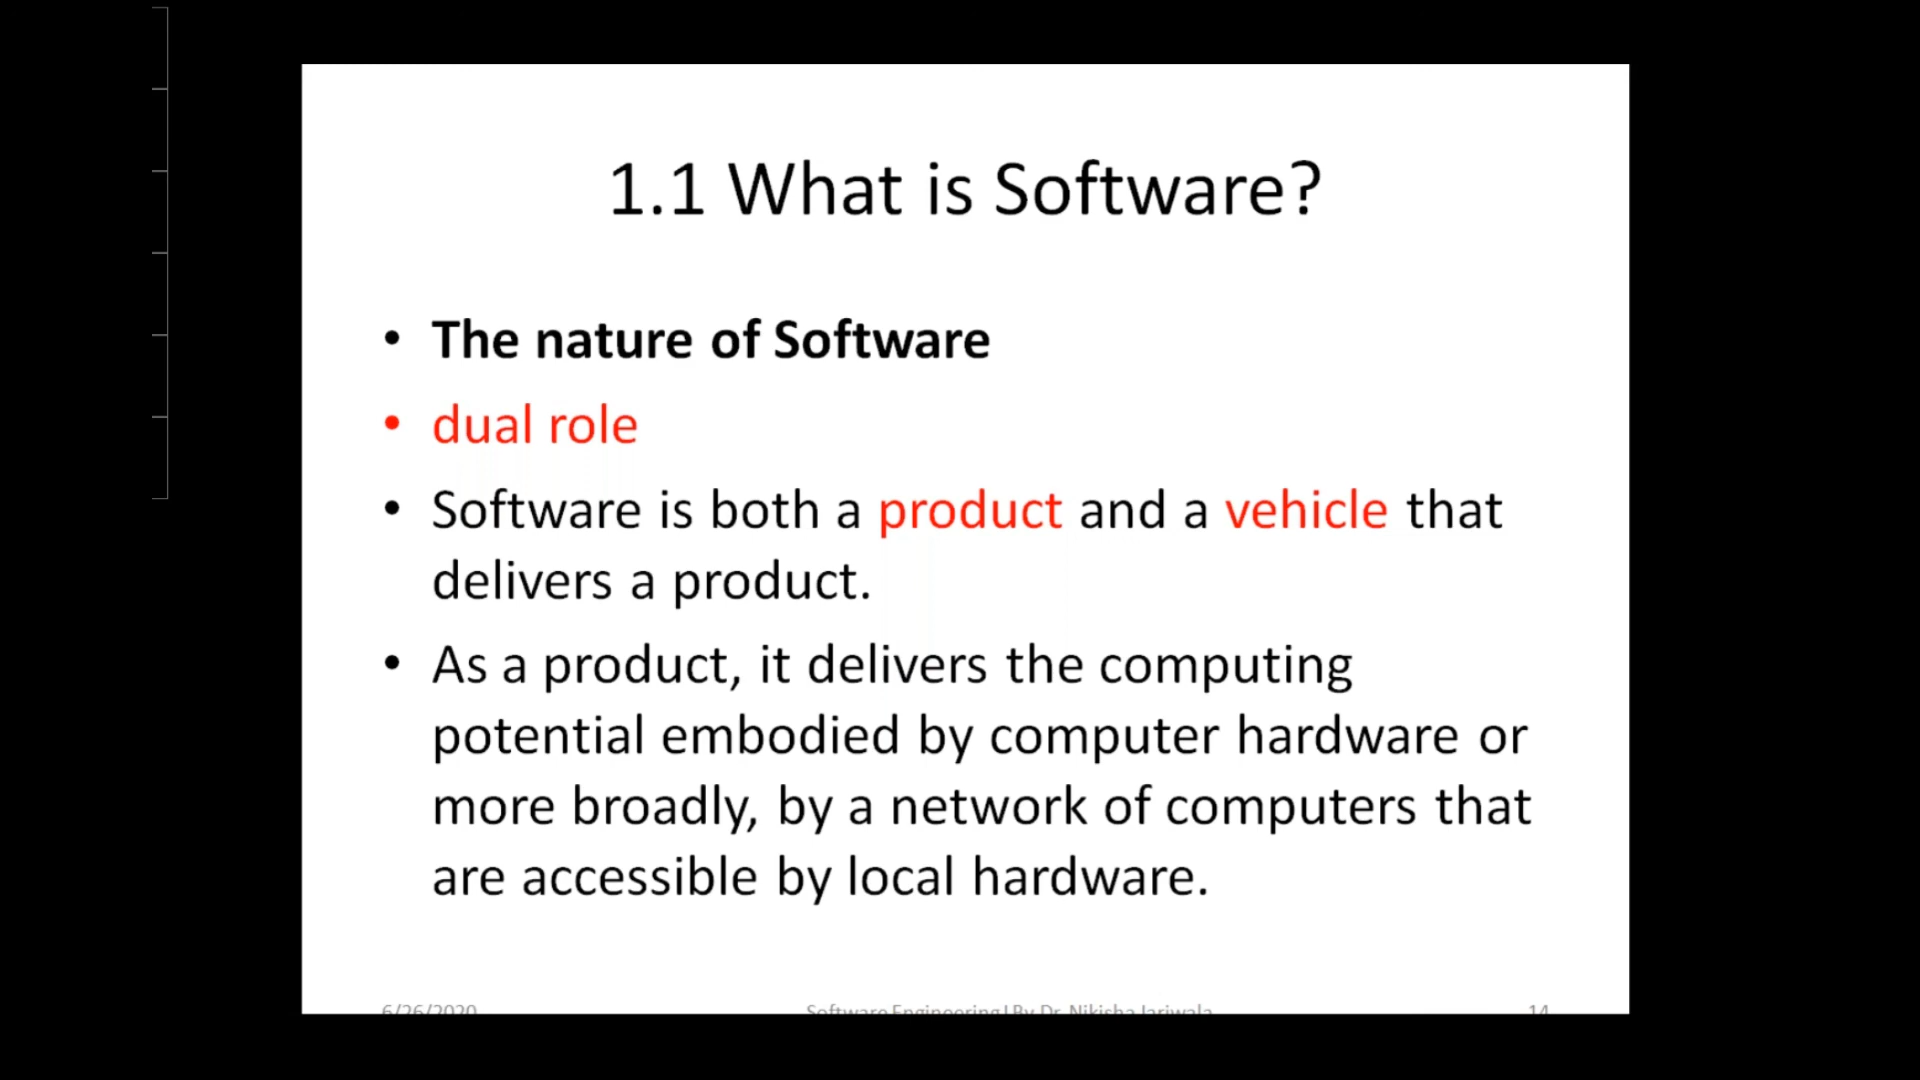 1.1 What is Software?
• The nature of Software
• dual role
• Software is both a product and a vehicle that
delivers a product.
• As a product, it delivers the computing
potential embodied by computer hardware or
more broadly, by a network of computers that
are accessible by local hardware.
6/26/2020 Software Engineering | By Dr. Nikisha Jariwala 14